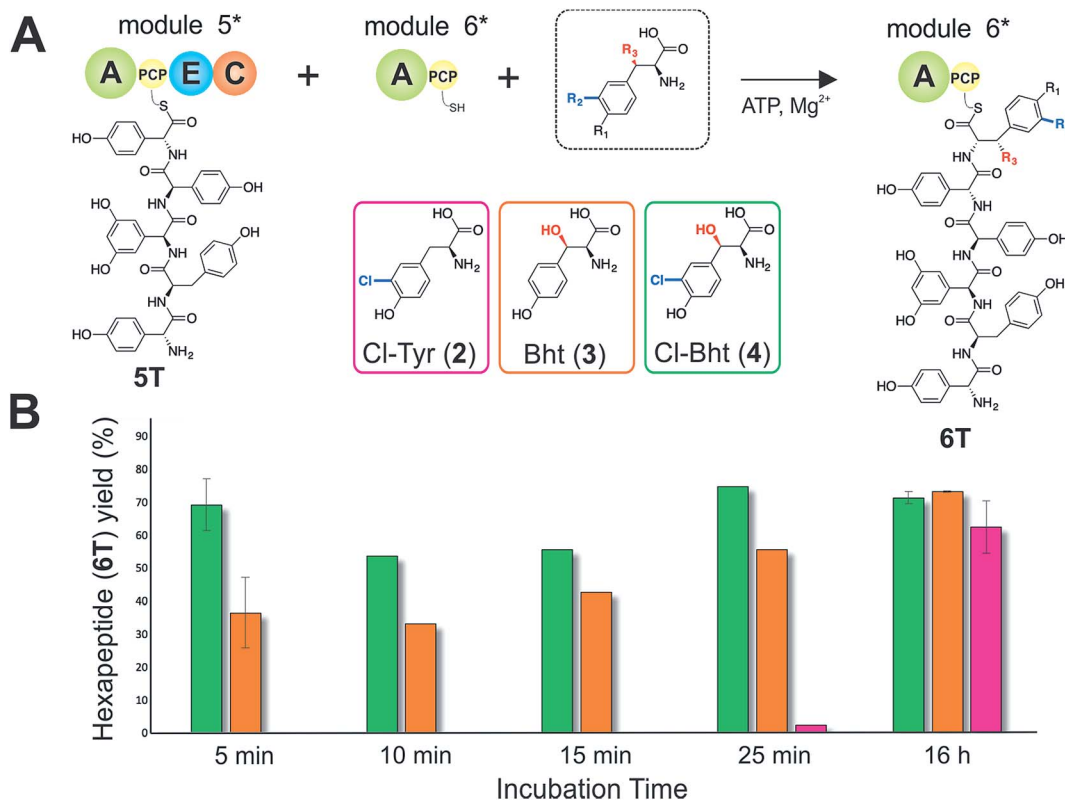 A
module 5*
module 6*
module 6*
A PCP E C
+
A PCP
+
A PCP
S
SH
R3
O
OH
NH2
R2
R1
ATP, Mg2+
S
O
R1
R
R3
HN
O
HO
NH
O
OH
HN
OH
O
HO
NH
O
OH
HN
O
HO
NH2
5T
HO
O
NH2
Cl
HO
Cl-Tyr (2)
HO
HO
O
NH2
HO
Bht (3)
HO
HO
O
NH2
Cl
HO
Cl-Bht (4)
HO
NH
O
O
HN
OH
OH
O
NH
HO
O
OH
HN
O
HO
NH2
6T
B
Hexapeptide (6T) yield (%)
90
80
70
60
50
40
30
20
10
0
5 min
10 min
15 min
25 min
16 h
Incubation Time